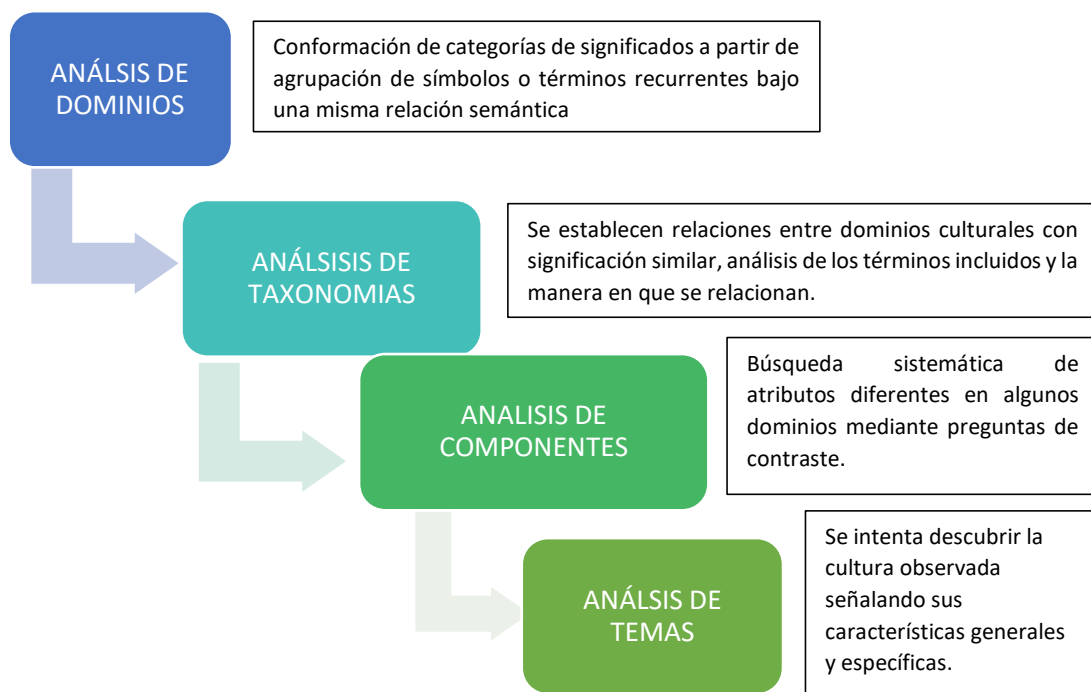 ANÁLSIS DE
DOMINIOS
Conformación de categorías de significados a partir de
agrupación de símbolos o términos recurrentes bajo
una misma relación semántica
ANÁLSISIS DE
TAXONOMIAS
Se establecen relaciones entre dominios culturales con
significación similar, análisis de los términos incluidos y la
manera en que se relacionan.
ANALISIS DE
COMPONENTES
Búsqueda sistemática de
atributos diferentes en algunos
dominios mediante preguntas de
contraste.
ANÁLSIS DE
TEMAS
Se intenta descubrir la
cultura observada
señalando sus
características generales
y específicas.